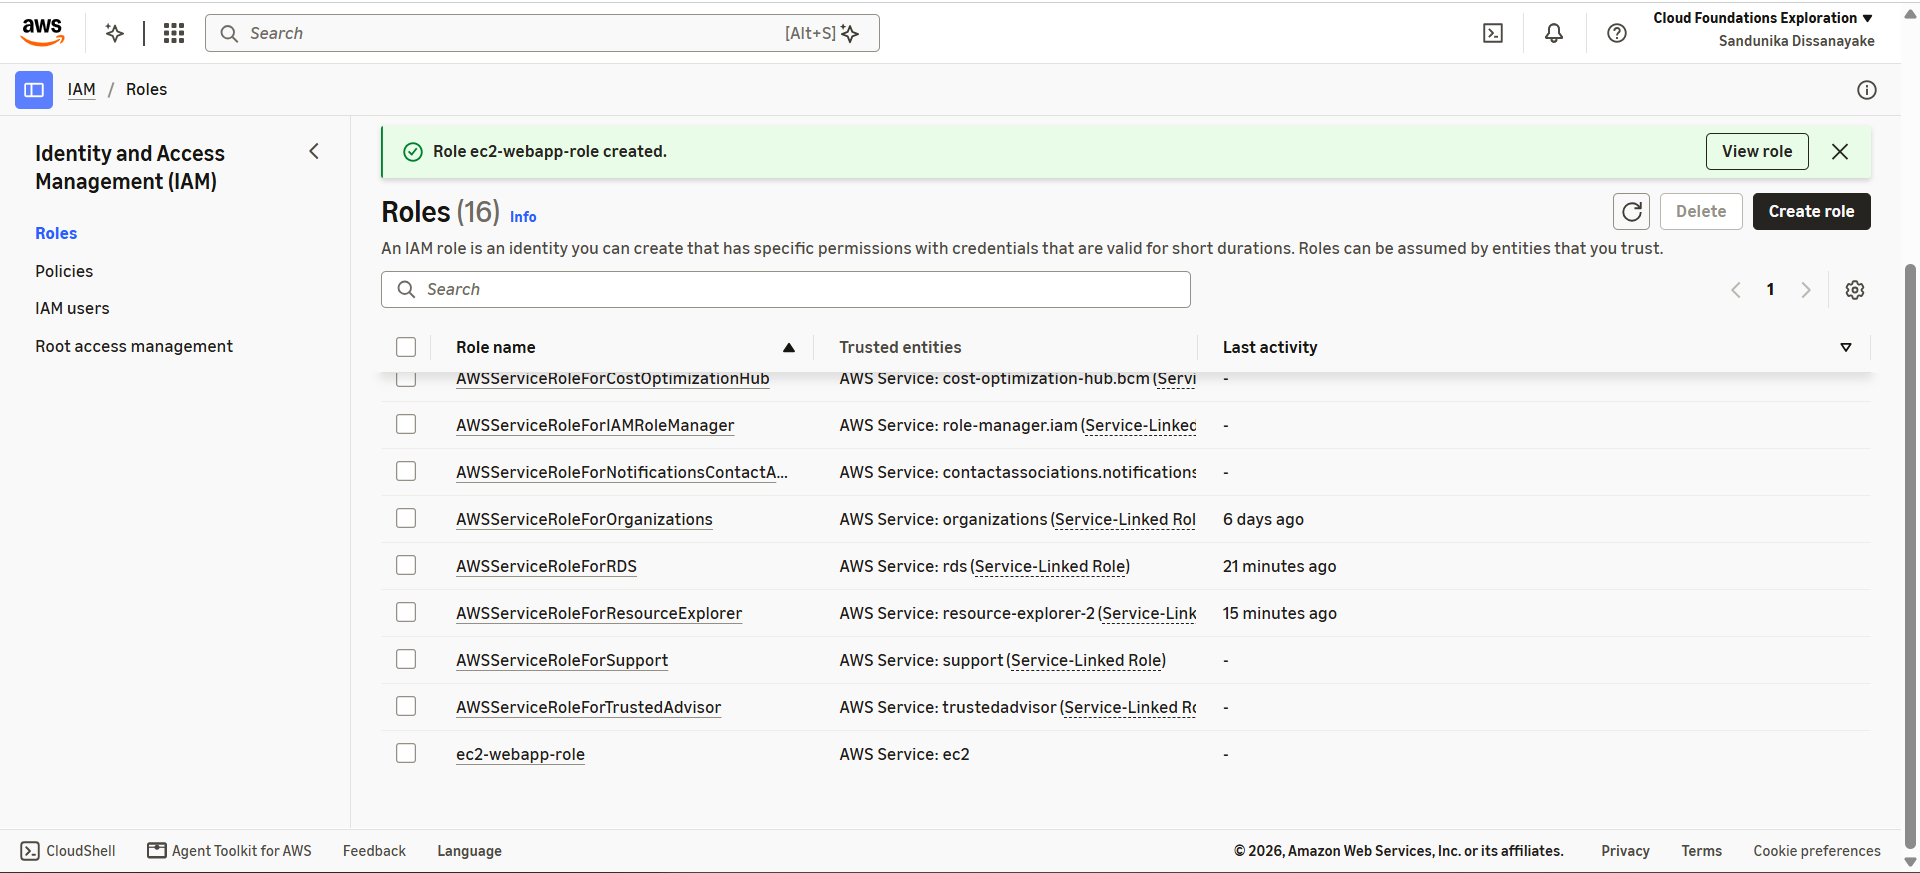 aws
Search [Alt+S]
Cloud Foundations Exploration
Sandunika Dissanayake
IAM / Roles
Identity and Access
Management (IAM)
Roles
Policies
IAM users
Root access management
Role ec2-webapp-role created.
View role
Roles (16) Info
Delete
Create role
An IAM role is an identity you can create that has specific permissions with credentials that are valid for short durations. Roles can be assumed by entities that you trust.
Search
1
Role name Trusted entities Last activity
AWSServiceRoleForCostOptimizationHub AWS Service: cost-optimization-hub.bcm (Servi -
AWSServiceRoleForIAMRoleManager AWS Service: role-manager.iam (Service-Linked -
AWSServiceRoleForNotificationsContactA... AWS Service: contactassociations.notifications -
AWSServiceRoleForOrganizations AWS Service: organizations (Service-Linked Rol 6 days ago
AWSServiceRoleForRDS AWS Service: rds (Service-Linked Role) 21 minutes ago
AWSServiceRoleForResourceExplorer AWS Service: resource-explorer-2 (Service-Link 15 minutes ago
AWSServiceRoleForSupport AWS Service: support (Service-Linked Role) -
AWSServiceRoleForTrustedAdvisor AWS Service: trustedadvisor (Service-Linked Ro -
ec2-webapp-role AWS Service: ec2 -
CloudShell Agent Toolkit for AWS Feedback Language © 2026, Amazon Web Services, Inc. or its affiliates. Privacy Terms Cookie preferences